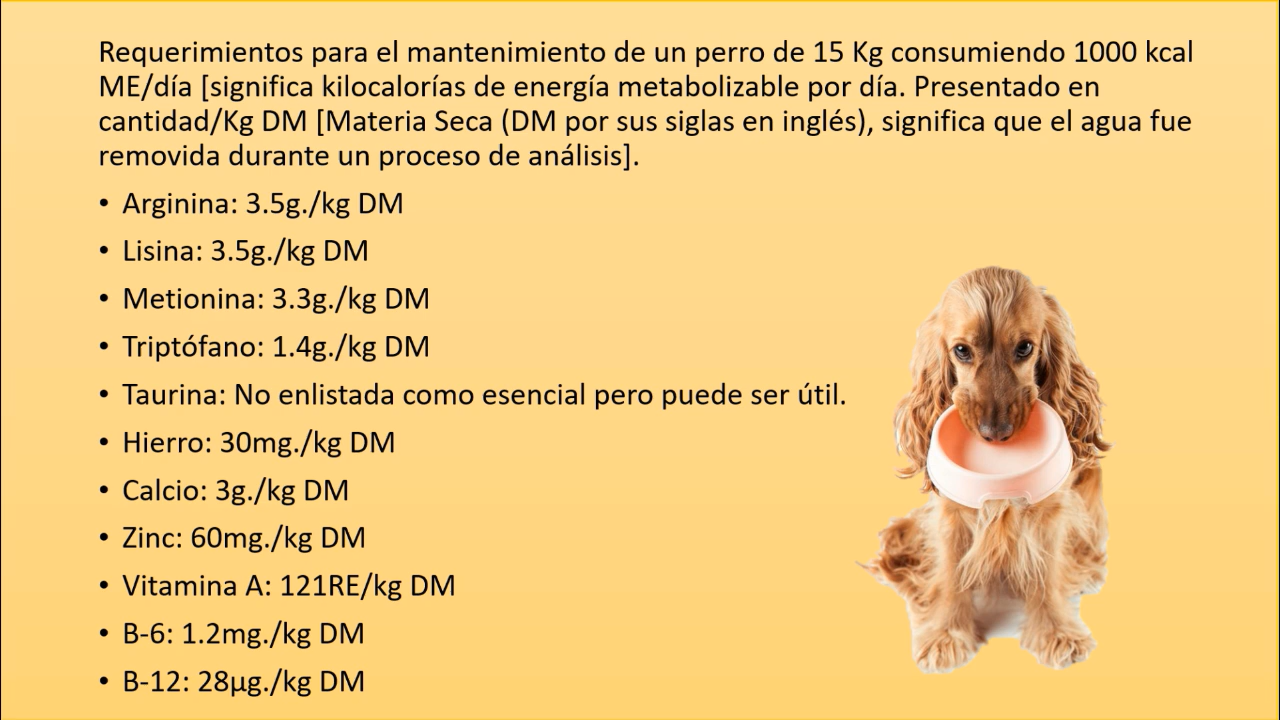 Requerimientos para el mantenimiento de un perro de 15 Kg consumiendo 1000 kcal
ME/día [significa kilocalorías de energía metabolizable por día. Presentado en
cantidad/Kg DM [Materia Seca (DM por sus siglas en inglés), significa que el agua fue
removida durante un proceso de análisis].
• Arginina: 3.5g./kg DM
• Lisina: 3.5g./kg DM
• Metionina: 3.3g./kg DM
• Triptófano: 1.4g./kg DM
• Taurina: No enlistada como esencial pero puede ser útil.
• Hierro: 30mg./kg DM
• Calcio: 3g./kg DM
• Zinc: 60mg./kg DM
• Vitamina A: 121RE/kg DM
• B-6: 1.2mg./kg DM
• B-12: 28µg./kg DM